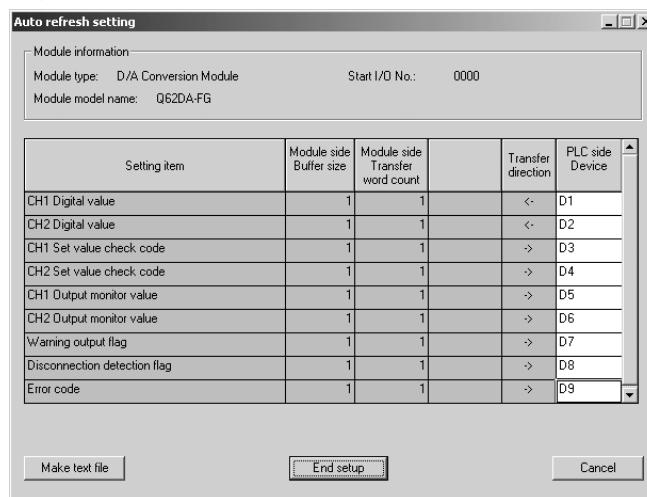 Auto refresh setting
Module information
Module type: D/A Conversion Module Start I/O No.: 0000
Module model name: Q62DA-FG
Setting item Module side Buffer size Module side Transfer word count Transfer direction PLC side Device
CH1 Digital value 1 1 <- D1
CH2 Digital value 1 1 <- D2
CH1 Set value check code 1 1 -> D3
CH2 Set value check code 1 1 -> D4
CH1 Output monitor value 1 1 -> D5
CH2 Output monitor value 1 1 -> D6
Warning output flag 1 1 -> D7
Disconnection detection flag 1 1 -> D8
Error code 1 1 -> D9
Make text file End setup Cancel